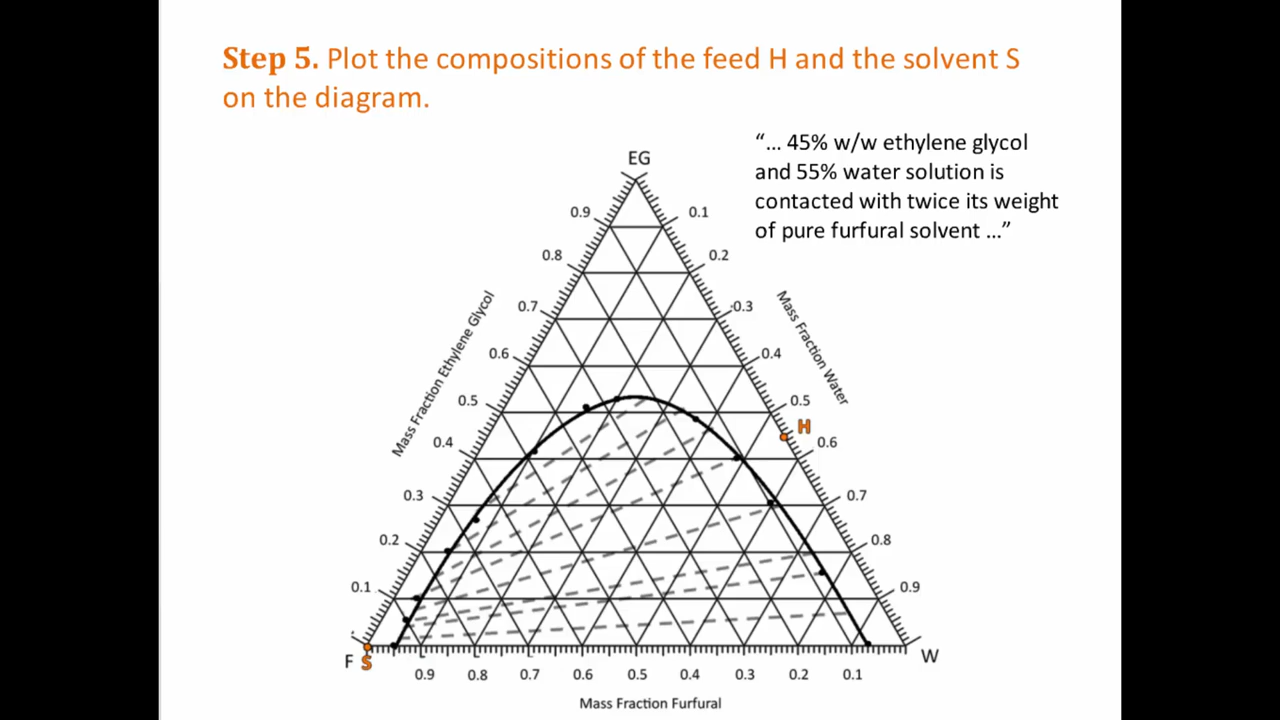 Step 5. Plot the compositions of the feed H and the solvent S
on the diagram.
“... 45% w/w ethylene glycol
and 55% water solution is
contacted with twice its weight
of pure furfural solvent ...”
EG
0.9
0.1
0.8
0.2
0.7
0.3
0.6
0.4
0.5
0.5
H
0.4
0.6
0.3
0.7
0.2
0.8
0.1
0.9
Mass Fraction Ethylene Glycol
Mass Fraction Water
F
S
W
0.9
0.8
0.7
0.6
0.5
0.4
0.3
0.2
0.1
Mass Fraction Furfural